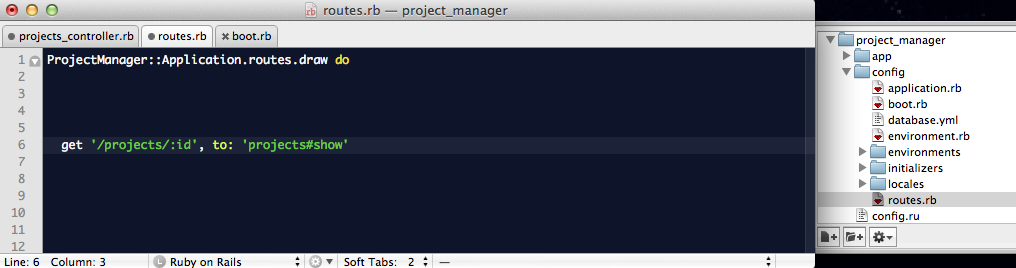 routes.rb — project_manager
projects_controller.rb
routes.rb
boot.rb
1 ProjectManager::Application.routes.draw do
2
3
4
5
6 get '/projects/:id', to: 'projects#show'
7
8
9
10
11
12
Line: 6 Column: 3
Ruby on Rails
Soft Tabs: 2
—
project_manager
app
config
application.rb
boot.rb
database.yml
environment.rb
environments
initializers
locales
routes.rb
config.ru